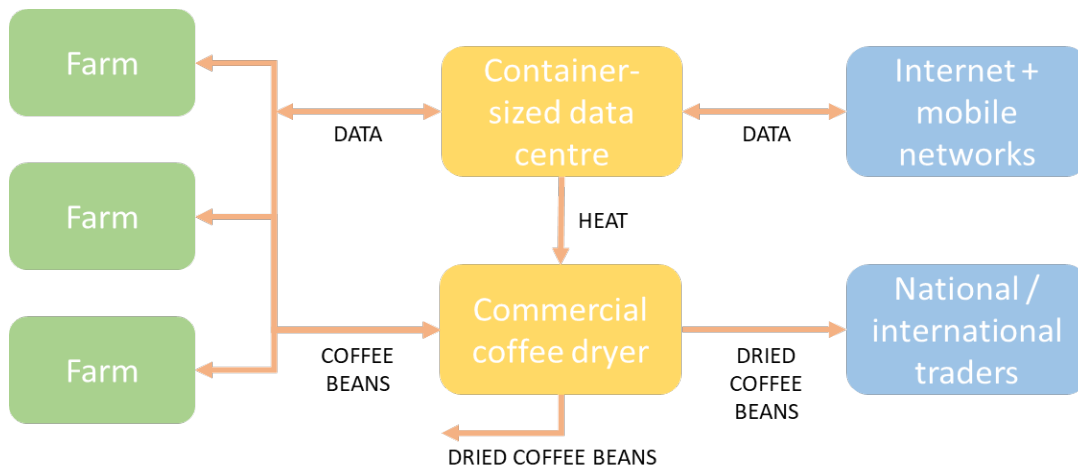 Farm
Container-
sized data
centre
Internet +
mobile
networks
DATA
DATA
Farm
HEAT
Commercial
coffee dryer
National /
international
traders
Farm
COFFEE
BEANS
DRIED
COFFEE
BEANS
DRIED COFFEE BEANS